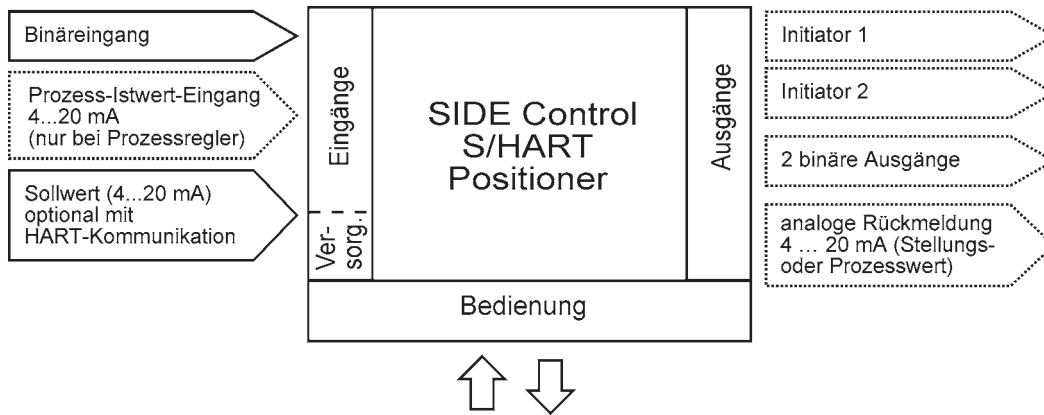 Binäreingang
Prozess-Istwert-Eingang
4...20 mA
(nur bei Prozessregler)
Sollwert (4...20 mA)
optional mit
HART-Kommunikation
Eingänge
Ver-
sorg.
SIDE Control
S/HART
Positioner
Ausgänge
Bedienung
Initiator 1
Initiator 2
2 binäre Ausgänge
analoge Rückmeldung
4 ... 20 mA (Stellungs-
oder Prozesswert)